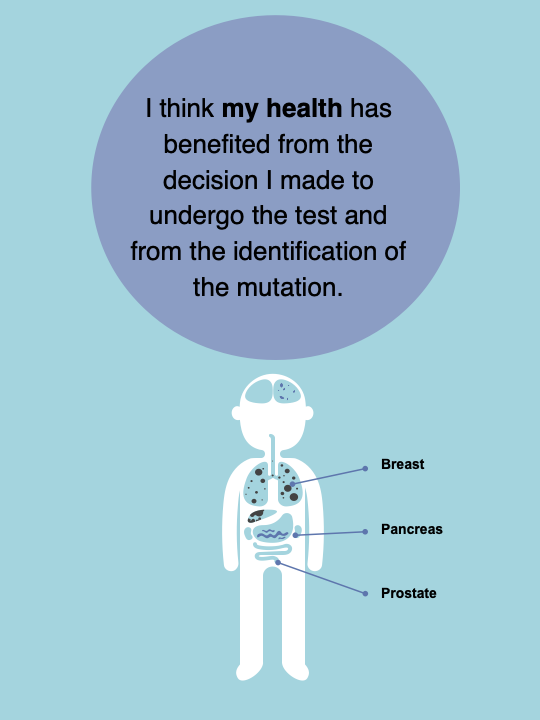 I think my health has
benefited from the
decision I made to
undergo the test and
from the identification of
the mutation.
Breast
Pancreas
Prostate